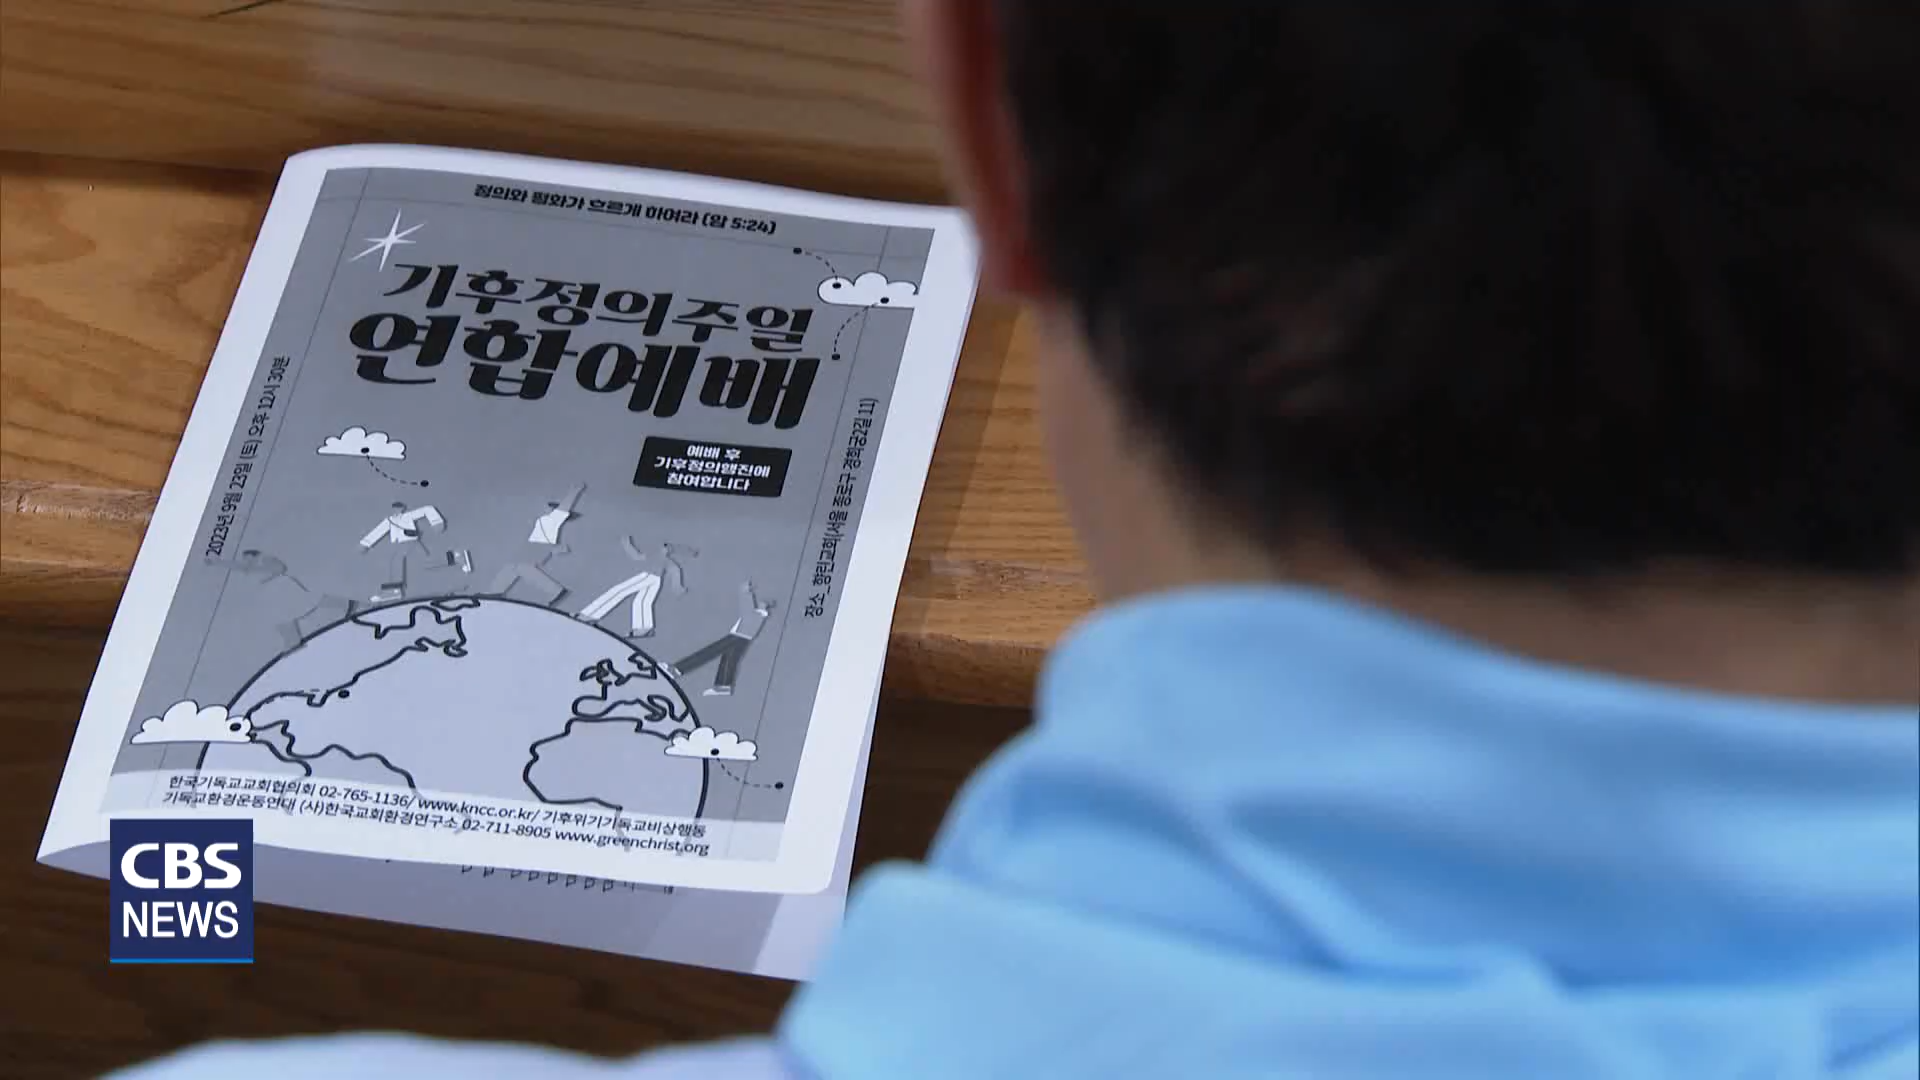 정의와 평화가 흐르게 하여라 (암 5:24)
기후정의주일
연합예배
예배 후
기후정의행진에
참여합니다
2023년 9월 23일 (토) 오후 12시 30분
장소_향린교회(서울 종로구 경희궁2길 11)
한국기독교교회협의회 02-765-1136/ www.kncc.or.kr/ 기후위기기독교비상행동
기독교환경운동연대 (사)한국교회환경연구소 02-711-8905 www.greenchrist.org
CBS
NEWS